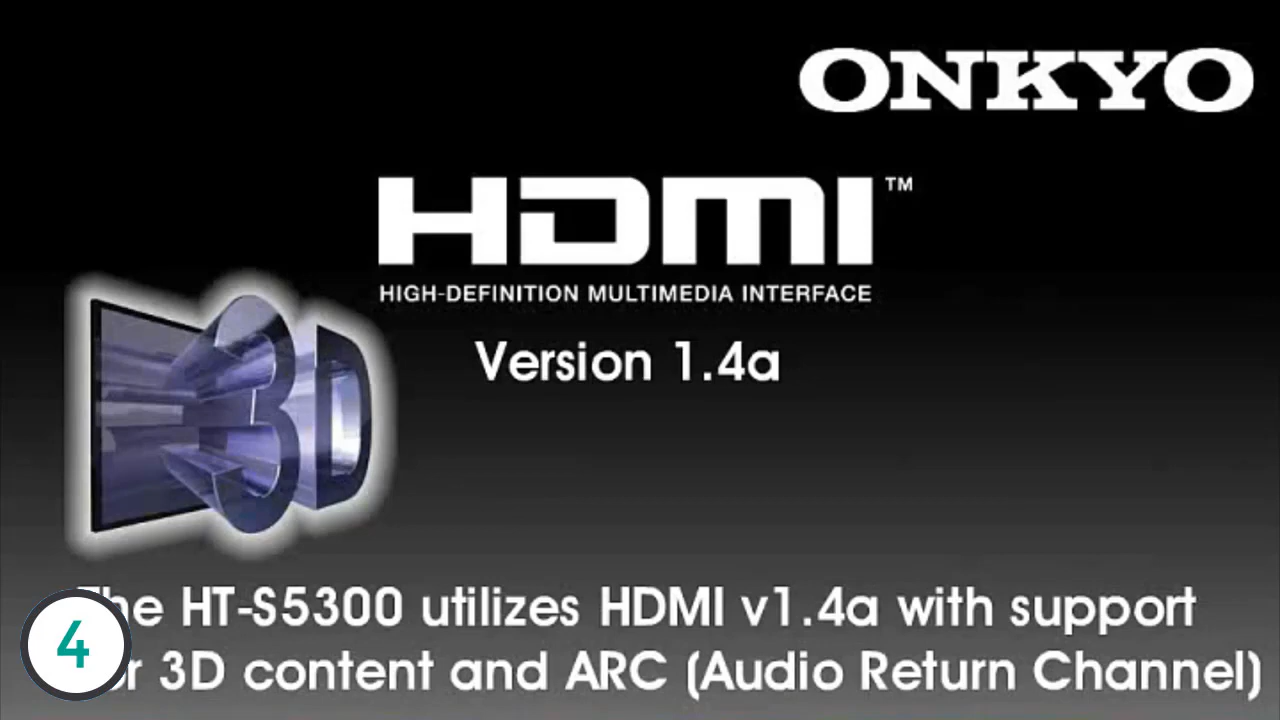 ONKYO
HDMI™
HIGH-DEFINITION MULTIMEDIA INTERFACE
Version 1.4a
3D
The HT-S5300 utilizes HDMI v1.4a with support
4
3D content and ARC (Audio Return Channel)